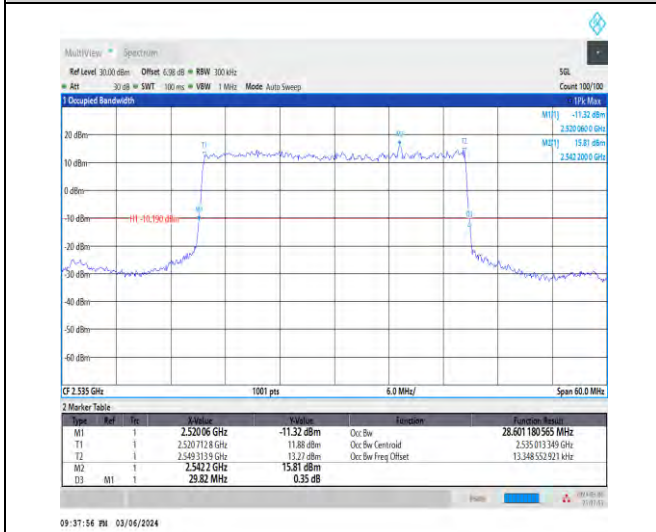 MultiView Spectrum
Ref Level 30.00 dBm Offset 6.98 dB RBW 300 kHz SGL
Att 30 dB SWT 100 ms VBW 1 MHz Mode Auto Sweep Count 100/100
1 Occupied Bandwidth 1Pk Max
M1[1] -11.32 dBm
2.520 060 0 GHz
M2[1] 15.81 dBm
2.542 200 0 GHz
20 dBm
T1
M2
T2
10 dBm
0 dBm
-10 dBm
H1 -10.190 dBm
M1
D3
-20 dBm
-30 dBm
-40 dBm
-50 dBm
-60 dBm
CF 2.535 GHz 1001 pts 6.0 MHz/ Span 60.0 MHz
2 Marker Table
Type Ref Trc X-Value Y-Value Function Function Result
M1 1 2.520 06 GHz -11.32 dBm Occ Bw 28.601 180 565 MHz
T1 1 2.520 712 8 GHz 11.88 dBm Occ Bw Centroid 2.535 013 349 GHz
T2 1 2.549 313 9 GHz 13.27 dBm Occ Bw Freq Offset 13.348 552 921 kHz
M2 1 2.542 2 GHz 15.81 dBm
D3 M1 1 29.82 MHz 0.35 dB
09:37:56 PM 03/06/2024